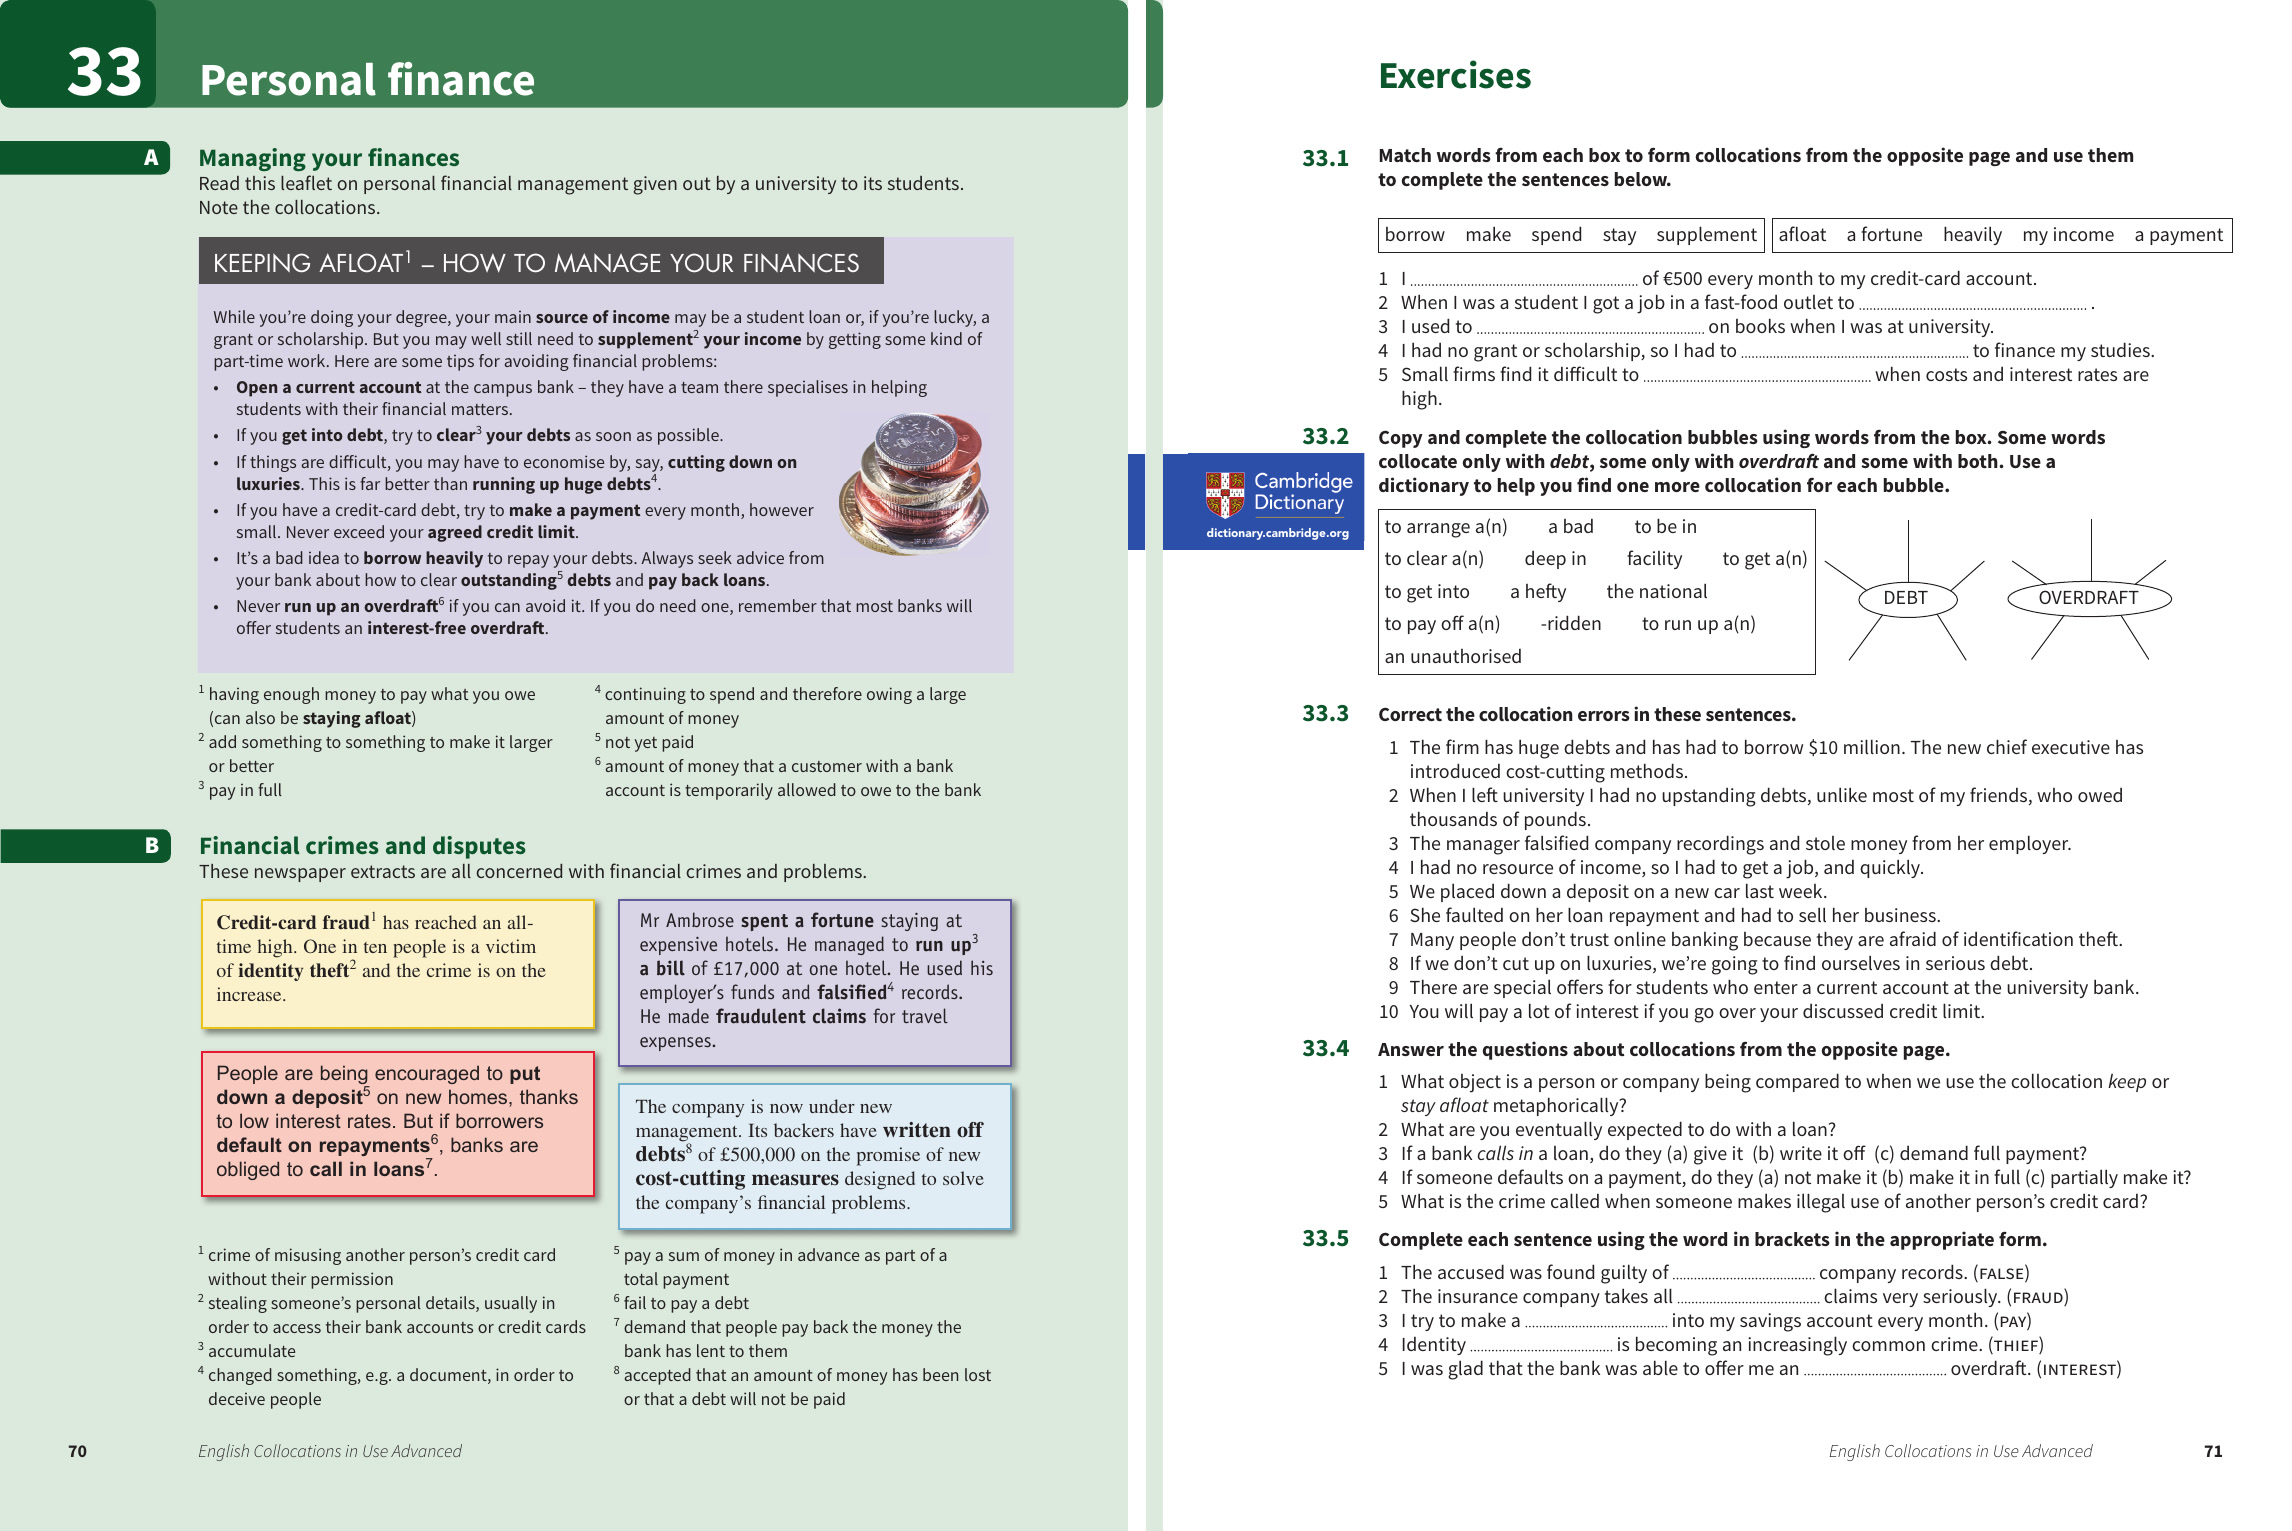 33
Personal finance
A
Managing your finances
Read this leaflet on personal financial management given out by a university to its students.
Note the collocations.
KEEPING AFLOAT1 – HOW TO MANAGE YOUR FINANCES
While you’re doing your degree, your main source of income may be a student loan or, if you’re lucky, a
grant or scholarship. But you may well still need to supplement2 your income by getting some kind of
part-time work. Here are some tips for avoiding financial problems:
• Open a current account at the campus bank – they have a team there specialises in helping
students with their financial matters.
• If you get into debt, try to clear3 your debts as soon as possible.
• If things are difficult, you may have to economise by, say, cutting down on
luxuries. This is far better than running up huge debts4.
• If you have a credit-card debt, try to make a payment every month, however
small. Never exceed your agreed credit limit.
• It’s a bad idea to borrow heavily to repay your debts. Always seek advice from
your bank about how to clear outstanding5 debts and pay back loans.
• Never run up an overdraft6 if you can avoid it. If you do need one, remember that most banks will
offer students an interest-free overdraft.
1 having enough money to pay what you owe
(can also be staying afloat)
2 add something to something to make it larger
or better
3 pay in full
4 continuing to spend and therefore owing a large
amount of money
5 not yet paid
6 amount of money that a customer with a bank
account is temporarily allowed to owe to the bank
B
Financial crimes and disputes
These newspaper extracts are all concerned with financial crimes and problems.
Credit-card fraud1 has reached an all-
time high. One in ten people is a victim
of identity theft2 and the crime is on the
increase.
People are being encouraged to put
down a deposit5 on new homes, thanks
to low interest rates. But if borrowers
default on repayments6, banks are
obliged to call in loans7.
Mr Ambrose spent a fortune staying at
expensive hotels. He managed to run up3
a bill of £17,000 at one hotel. He used his
employer’s funds and falsified4 records.
He made fraudulent claims for travel
expenses.
The company is now under new
management. Its backers have written off
debts8 of £500,000 on the promise of new
cost-cutting measures designed to solve
the company’s financial problems.
1 crime of misusing another person’s credit card
without their permission
2 stealing someone’s personal details, usually in
order to access their bank accounts or credit cards
3 accumulate
4 changed something, e.g. a document, in order to
deceive people
5 pay a sum of money in advance as part of a
total payment
6 fail to pay a debt
7 demand that people pay back the money the
bank has lent to them
8 accepted that an amount of money has been lost
or that a debt will not be paid
70
English Collocations in Use Advanced
Exercises
33.1 Match words from each box to form collocations from the opposite page and use them
to complete the sentences below.
borrow make spend stay supplement
afloat a fortune heavily my income a payment
1 I ........................ of €500 every month to my credit-card account.
2 When I was a student I got a job in a fast-food outlet to ........................ .
3 I used to ........................ on books when I was at university.
4 I had no grant or scholarship, so I had to ........................ to finance my studies.
5 Small firms find it difficult to ........................ when costs and interest rates are
high.
33.2 Copy and complete the collocation bubbles using words from the box. Some words
collocate only with debt, some only with overdraft and some with both. Use a
dictionary to help you find one more collocation for each bubble.
Cambridge
Dictionary
dictionary.cambridge.org
to arrange a(n) a bad to be in
to clear a(n) deep in facility to get a(n)
to get into a hefty the national
to pay off a(n) -ridden to run up a(n)
an unauthorised
DEBT
OVERDRAFT
33.3 Correct the collocation errors in these sentences.
1 The firm has huge debts and has had to borrow $10 million. The new chief executive has
introduced cost-cutting methods.
2 When I left university I had no upstanding debts, unlike most of my friends, who owed
thousands of pounds.
3 The manager falsified company recordings and stole money from her employer.
4 I had no resource of income, so I had to get a job, and quickly.
5 We placed down a deposit on a new car last week.
6 She faulted on her loan repayment and had to sell her business.
7 Many people don’t trust online banking because they are afraid of identification theft.
8 If we don’t cut up on luxuries, we’re going to find ourselves in serious debt.
9 There are special offers for students who enter a current account at the university bank.
10 You will pay a lot of interest if you go over your discussed credit limit.
33.4 Answer the questions about collocations from the opposite page.
1 What object is a person or company being compared to when we use the collocation keep or
stay afloat metaphorically?
2 What are you eventually expected to do with a loan?
3 If a bank calls in a loan, do they (a) give it (b) write it off (c) demand full payment?
4 If someone defaults on a payment, do they (a) not make it (b) make it in full (c) partially make it?
5 What is the crime called when someone makes illegal use of another person’s credit card?
33.5 Complete each sentence using the word in brackets in the appropriate form.
1 The accused was found guilty of ........................ company records. (FALSE)
2 The insurance company takes all ........................ claims very seriously. (FRAUD)
3 I try to make a ........................ into my savings account every month. (PAY)
4 Identity ........................ is becoming an increasingly common crime. (THIEF)
5 I was glad that the bank was able to offer me an ........................ overdraft. (INTEREST)
English Collocations in Use Advanced
71